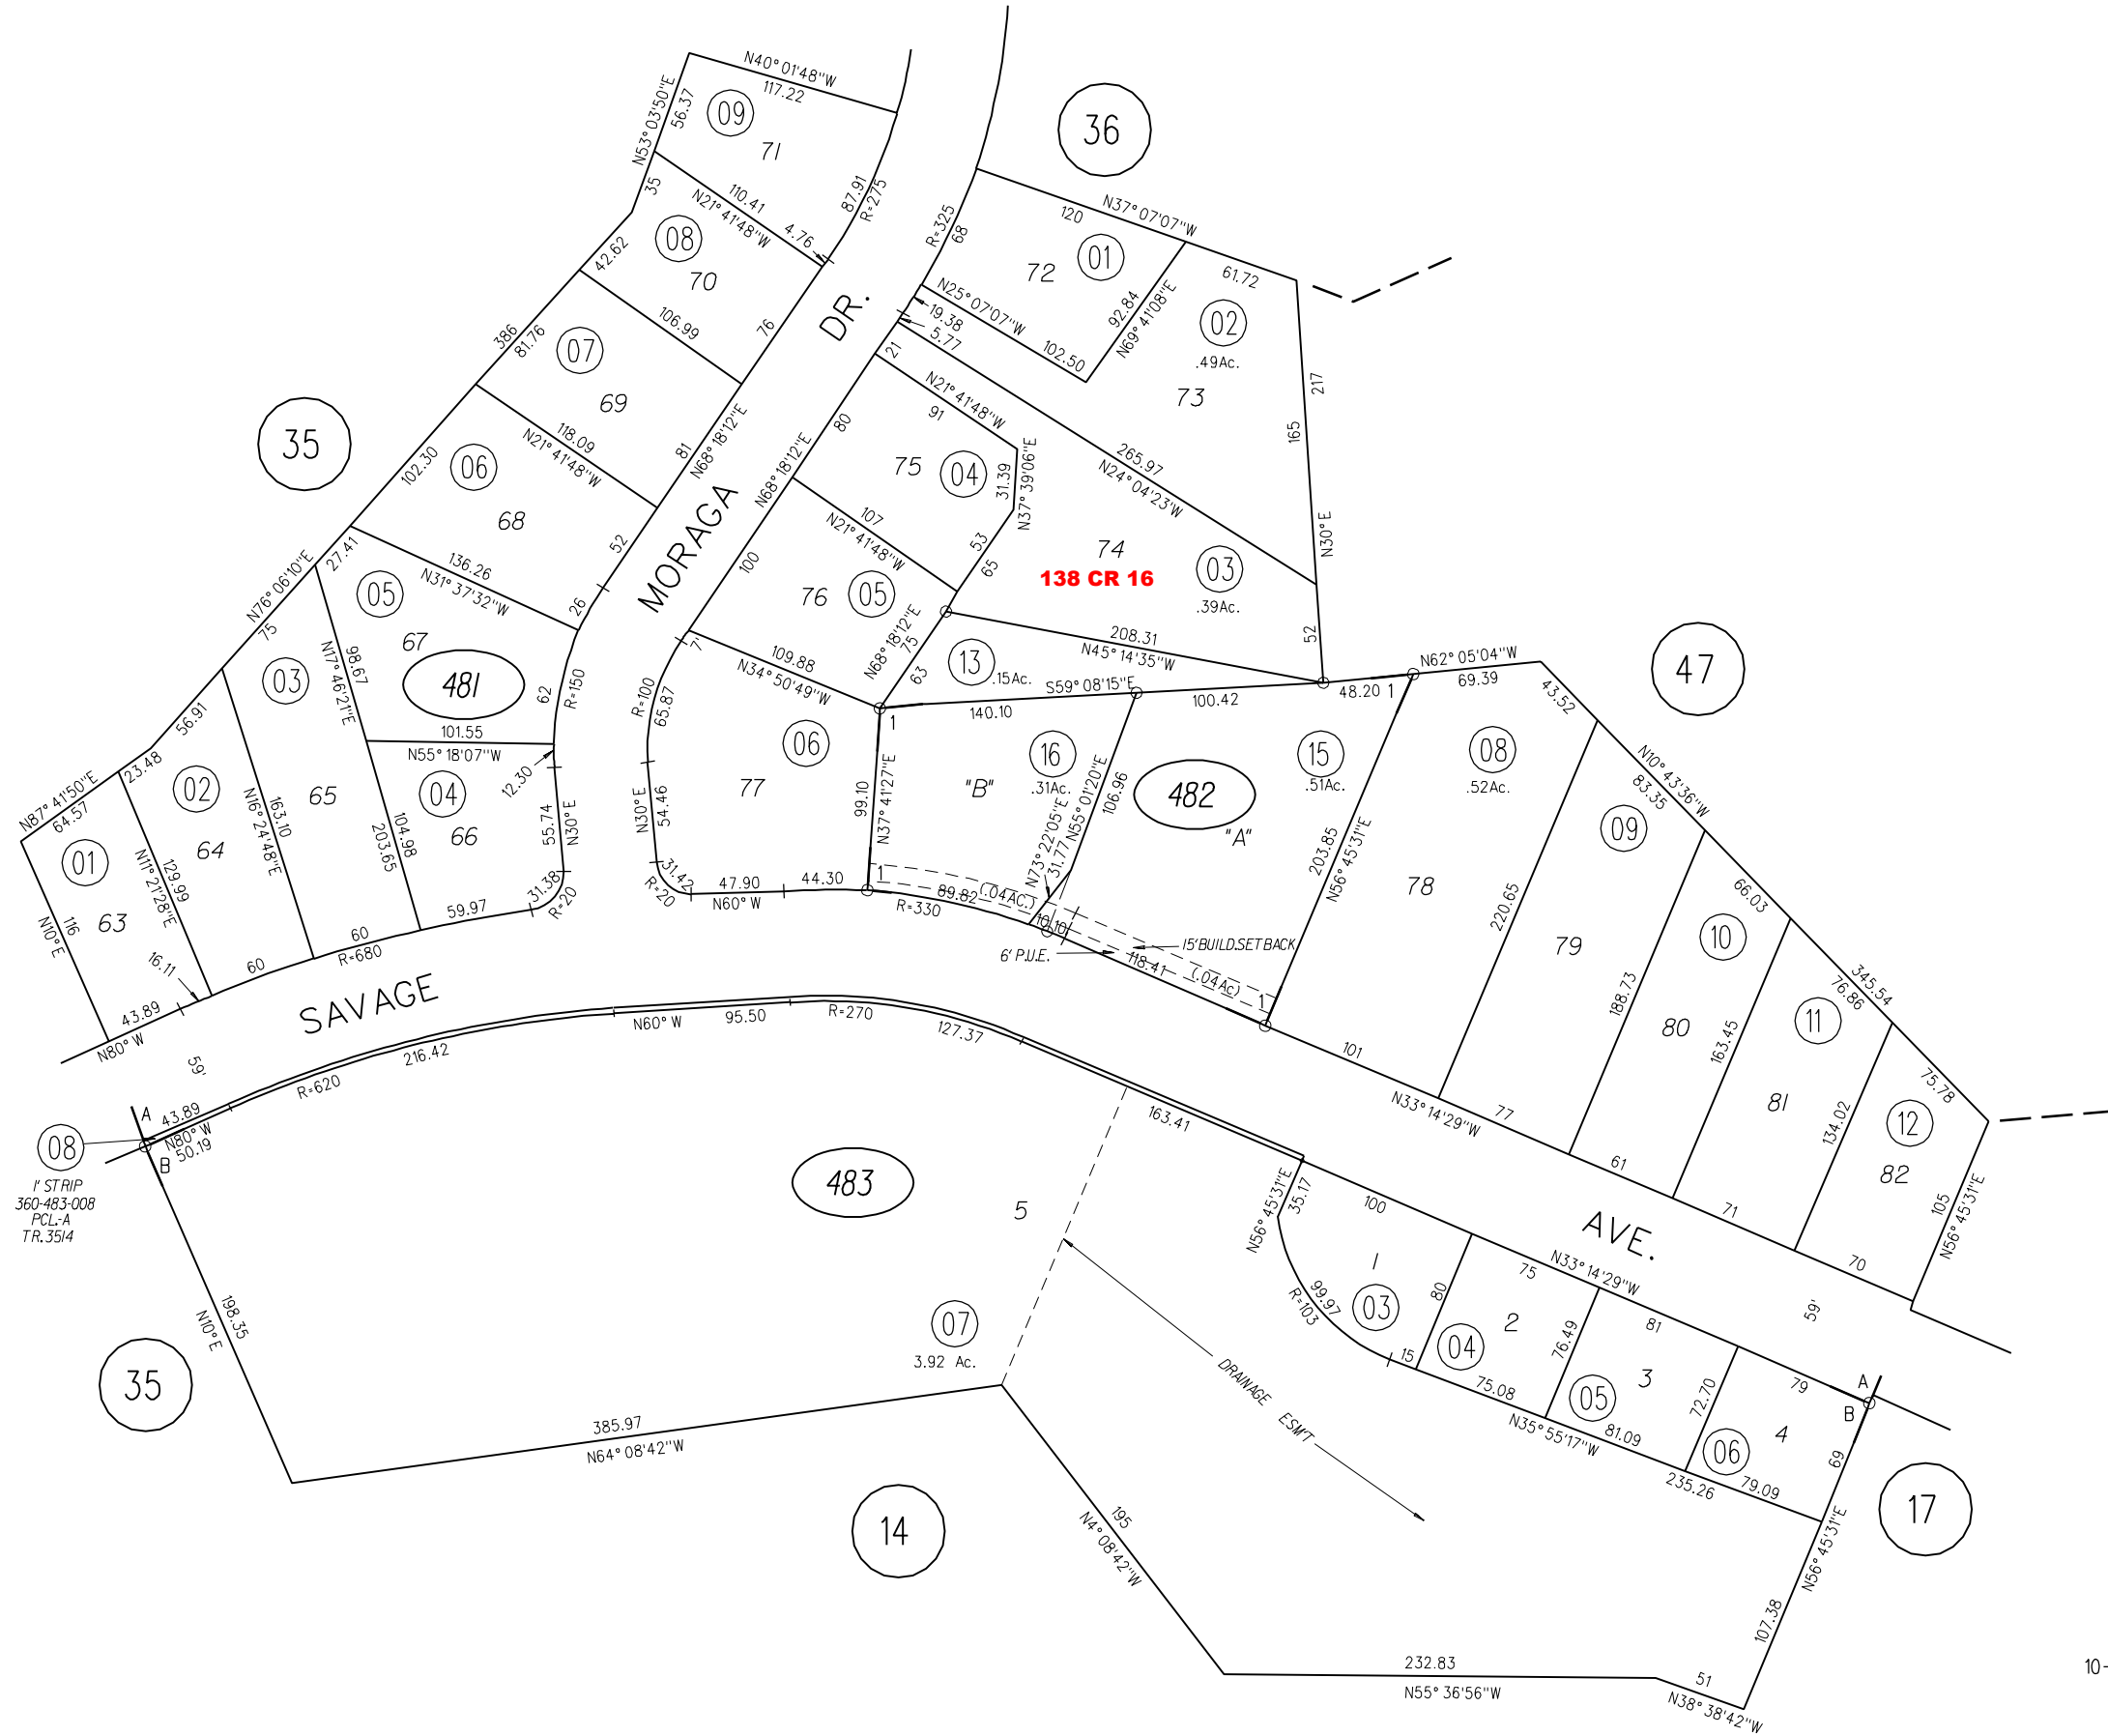 N40°01'48"W
117.22
N53°03'50"E
56.37
09
71
35
110.41
N21°41'48"W
4.76
87.91
R=275
36
R=325
68
N37°07'07"W
120
01
72
61.72
92.84
N69°41'08"E
02
.49Ac.
73
N25°07'07"W
102.50
19.38
5.77
21
217
165
N30°E
52
42.62
08
70
76
DR.
386
81.76
07
106.99
69
81
N68°18'12"E
35
102.30
06
118.09
N21°41'48"W
68
52
MORAGA
80
N68°18'12"E
100
N21°41'48"W
91
75
04
31.39
N37°39'06"E
107
N21°41'48"W
53
65
76
05
265.97
N24°04'23"W
74
138 CR 16
03
.39Ac.
N76°06'10"E
27.41
75
136.26
N31°37'32"W
26
05
67
98.67
N17°46'21"E
481
62
R=150
101.55
N55°18'07"W
12.30
7'
109.88
N34°50'49"W
N68°18'12"E
75
63
208.31
N45°14'35"W
13
.15Ac.
S59°08'15"E
140.10
100.42
48.20
1
N62°05'04"W
69.39
43.52
47
R=100
65.87
06
77
1
99.10
N37°41'27"E
"B"
16
.31Ac.
N55°01'20"E
106.96
N73°22'05"E
31.77
482
"A"
15
.51Ac.
203.85
N56°45'31"E
08
.52Ac.
78
N10°43'36"W
83.35
09
220.65
79
66.03
10
188.73
80
345.54
76.86
11
163.45
81
75.78
12
134.02
82
105
N56°45'31"E
56.91
23.48
N87°41'50"E
64.57
01
116
N10°E
63
02
64
129.99
N11°21'28"E
03
65
163.10
N16°24'48"E
04
66
104.98
203.65
55.74
N30°E
31.38
R=20
59.97
60
R=680
60
16.11
43.89
N80°W
N30°E
54.46
31.42
R=20
47.90
N60°W
44.30
1
89.82
(.04AC.)
R=330
10
10
6' P.U.E.
15'BUILD.SETBACK
118.41
(.04Ac)
1
101
77
N33°14'29"W
61
71
70
SAVAGE
AVE.
59'
59'
A
43.89
N80°W
50.19
B
08
1' STRIP
360-483-008
PCL.-A
TR.3514
R=620
216.42
N60°W
95.50
R=270
127.37
163.41
483
5
07
3.92 Ac.
198.35
N10°E
35
385.97
N64°08'42"W
14
195
N4°08'42"W
DRAINAGE ESM'T
N56°45'31"E
35.17
99.97
R=103
1
03
100
80
15
N33°14'29"W
75
2
04
76.49
75.08
81
3
05
72.70
81.09
N35°55'17"W
79
4
06
79.09
235.26
A
B
69
N56°45'31"E
107.38
17
232.83
N55°36'56"W
51
N38°38'42"W
10-